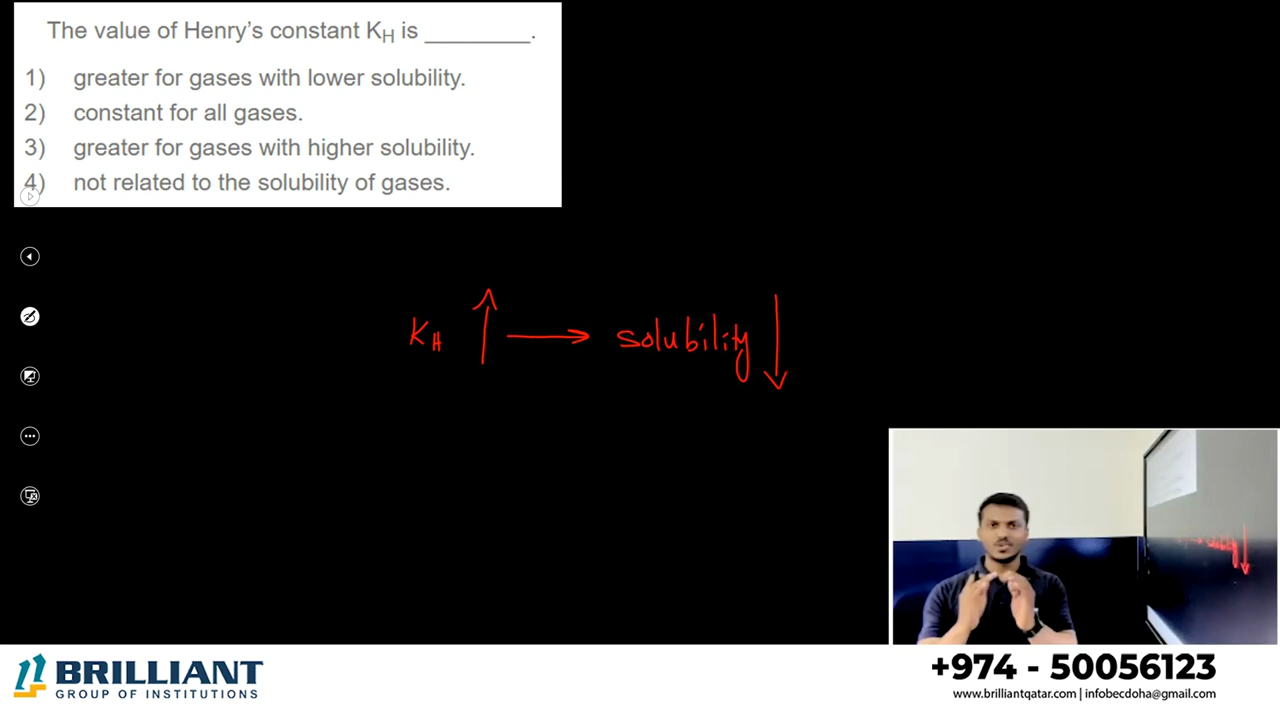 The value of Henry's constant KH is ________.
1) greater for gases with lower solubility.
2) constant for all gases.
3) greater for gases with higher solubility.
4) not related to the solubility of gases.
KH ↑ → solubility ↓
BRILLIANT
GROUP OF INSTITUTIONS
+974 - 50056123
www.brilliantqatar.com | infobecdoha@gmail.com